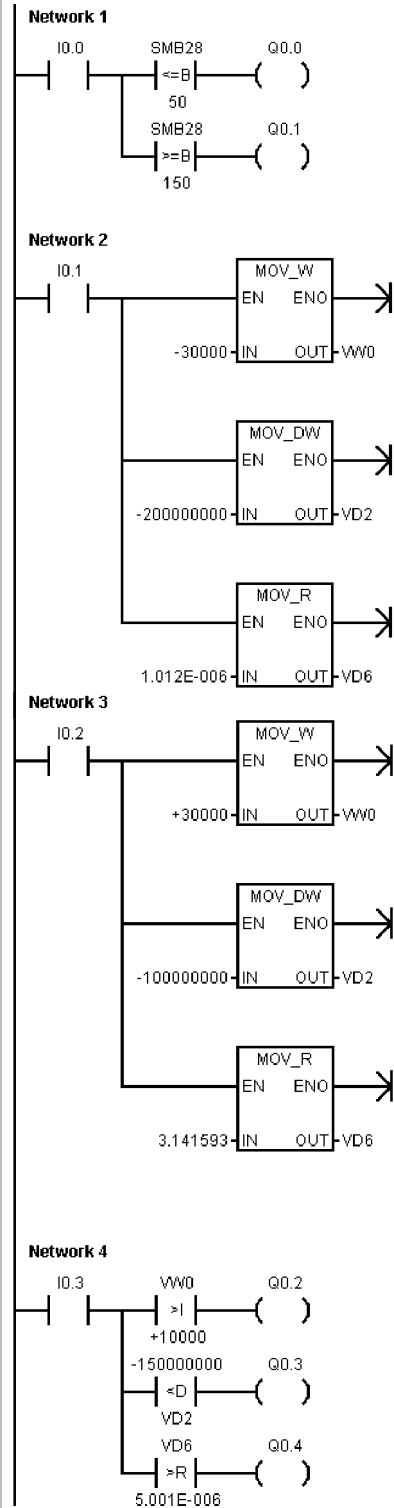 Network 1
I0.0 SMB28 Q0.0
<=B
50
SMB28 Q0.1
>=B
150
Network 2
I0.1 MOV_W
EN ENO
-30000 IN OUT VW0
MOV_DW
EN ENO
-200000000 IN OUT VD2
MOV_R
EN ENO
1.012E-006 IN OUT VD6
Network 3
I0.2 MOV_W
EN ENO
+30000 IN OUT VW0
MOV_DW
EN ENO
-100000000 IN OUT VD2
MOV_R
EN ENO
3.141593 IN OUT VD6
Network 4
I0.3 VW0 Q0.2
>I
+10000
-150000000 Q0.3
<D
VD2
VD6 Q0.4
>R
5.001E-006